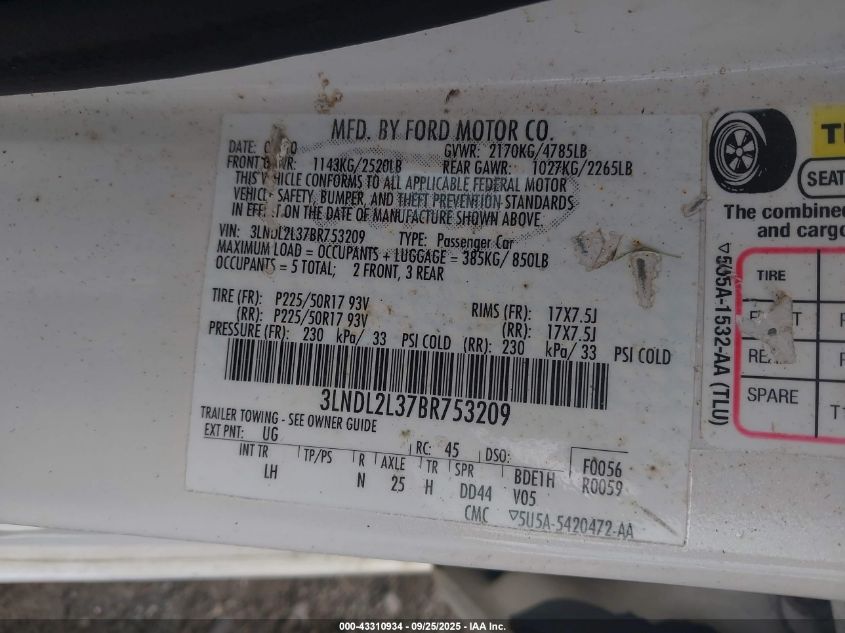 MFD. BY FORD MOTOR CO.
DATE: GVWR: 2170KG/4785LB
FRONT 1143KG/2520LB REAR GAWR: 1027KG/2265LB
THIS VEHICLE CONFORMS TO ALL APPLICABLE FEDERAL MOTOR
VEHICLE SAFETY, BUMPER, AND THEFT PREVENTION STANDARDS
IN EFFECT ON THE DATE OF MANUFACTURE SHOWN ABOVE.
VIN: 3LNDL2L37BR753209 TYPE: Passenger Car
MAXIMUM LOAD = OCCUPANTS + LUGGAGE = 385KG/ 850LB
OCCUPANTS = 5 TOTAL; 2 FRONT, 3 REAR
TIRE (FR): P225/50R17 93V RIMS (FR): 17X7.5J
(RR): P225/50R17 93V (RR): 17X7.5J
PRESSURE (FR): 230 kPa/ 33 PSI COLD (RR): 230 kPa/ 33 PSI COLD
3LNDL2L37BR753209
TRAILER TOWING - SEE OWNER GUIDE
EXT PNT: UG RC: 45 DSO: F0056
INT TR TP/PS R AXLE TR SPR BDE1H R0059
LH N 25 H DD44 V05
CMC ▽5U5A-5420472-AA
SEAT
The combined
and cargo
▽5U5A-1532-AA (TLU)
TIRE
SPARE T1
000-43310934 - 09/25/2025 - IAA Inc.